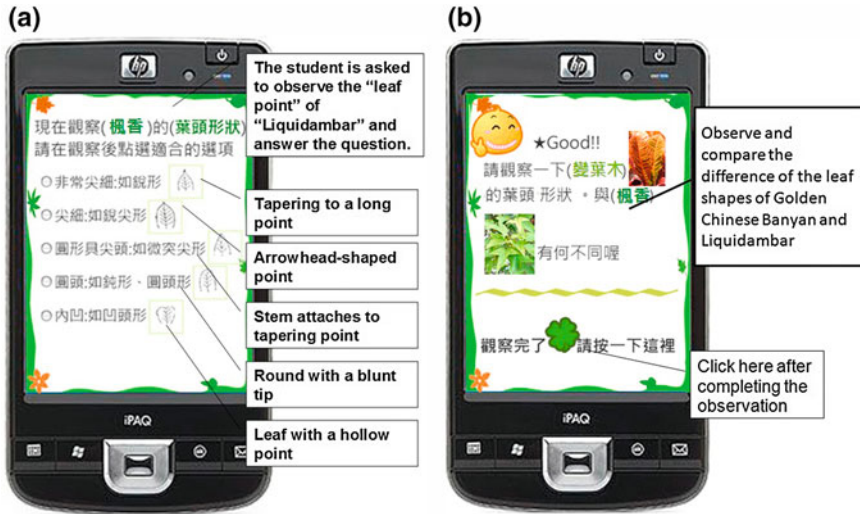 (a)
hp
現在觀察(楓香)的(葉頭形狀)
請在觀察後點選適合的選項
非常尖細:如銳形
尖細:如銳尖形
圓形具尖頭:如微突尖形
圓頭:如鈍形、圓頭形
內凹:如凹頭形
iPAQ
ok
The student is asked
to observe the “leaf
point” of
“Liquidambar” and
answer the question.
Tapering to a long
point
Arrowhead-shaped
point
Stem attaches to
tapering point
Round with a blunt
tip
Leaf with a hollow
point
(b)
hp
★Good!!
請觀察一下(變葉木)
的葉頭 形狀 。與(楓香)
有何不同喔
觀察完了 請按一下這裡
iPAQ
ok
Observe and
compare the
difference of the leaf
shapes of Golden
Chinese Banyan and
Liquidambar
Click here after
completing the
observation